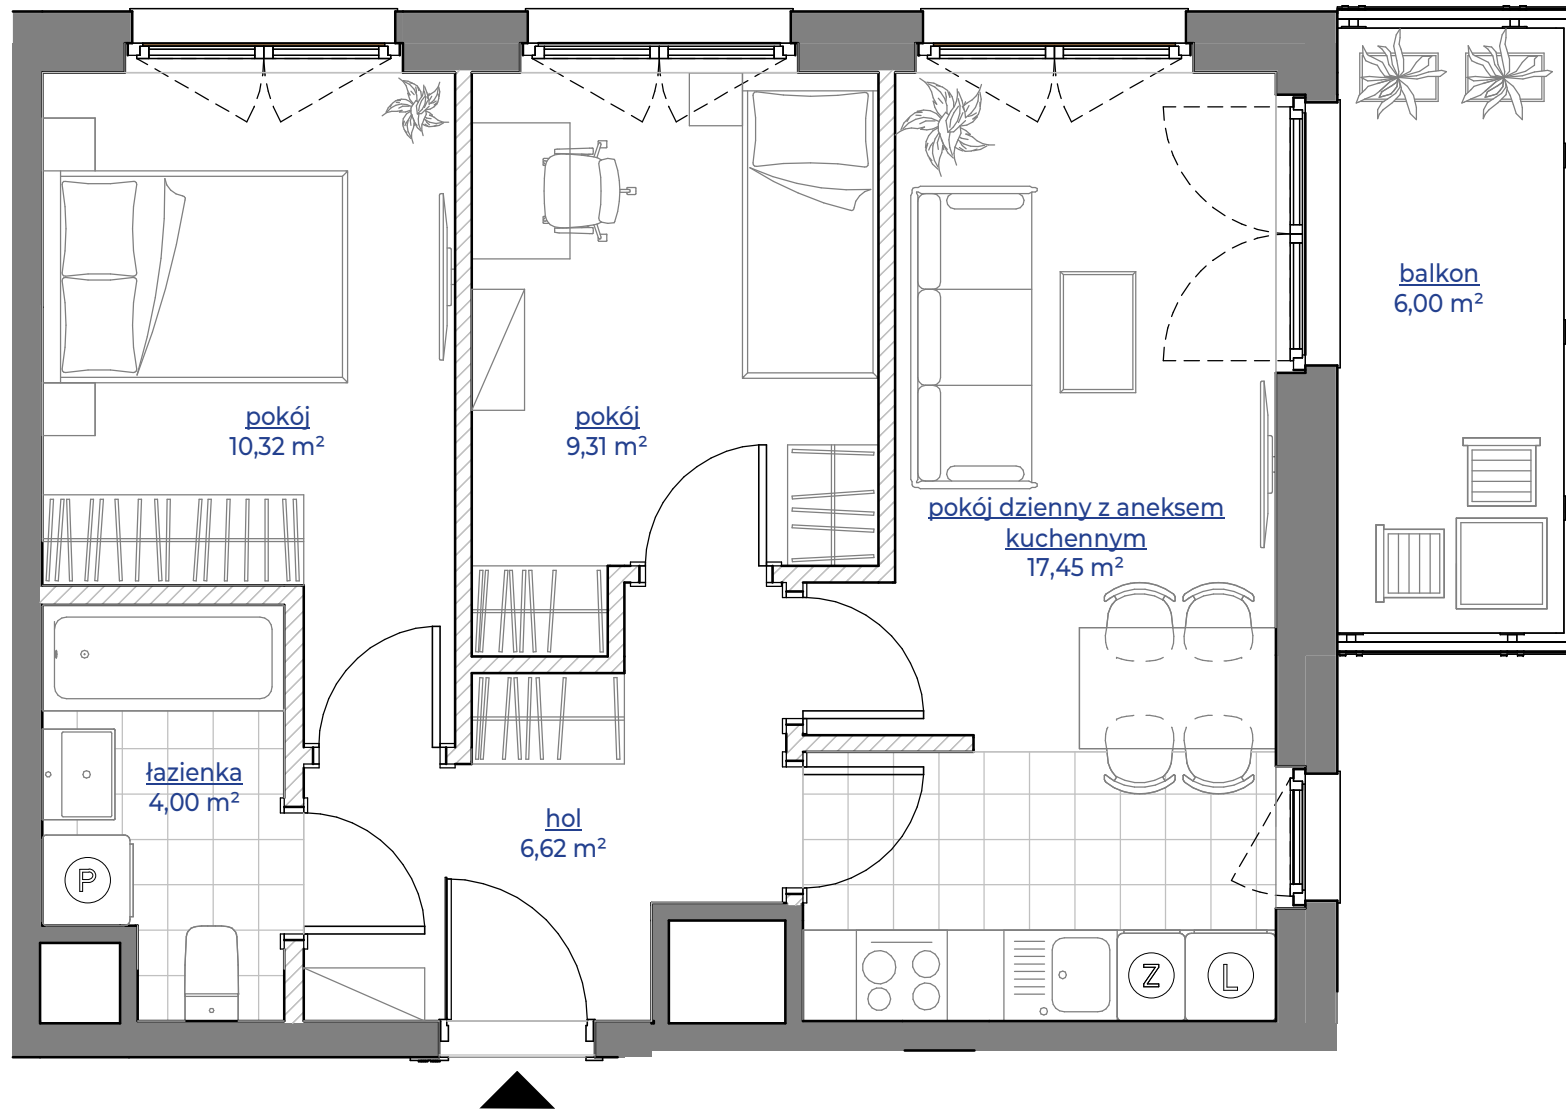 balkon
6,00 m²
pokój
10,32 m²
pokój
9,31 m²
pokój dzienny z aneksem
kuchennym
17,45 m²
łazienka
4,00 m²
hol
6,62 m²
P
Z
L